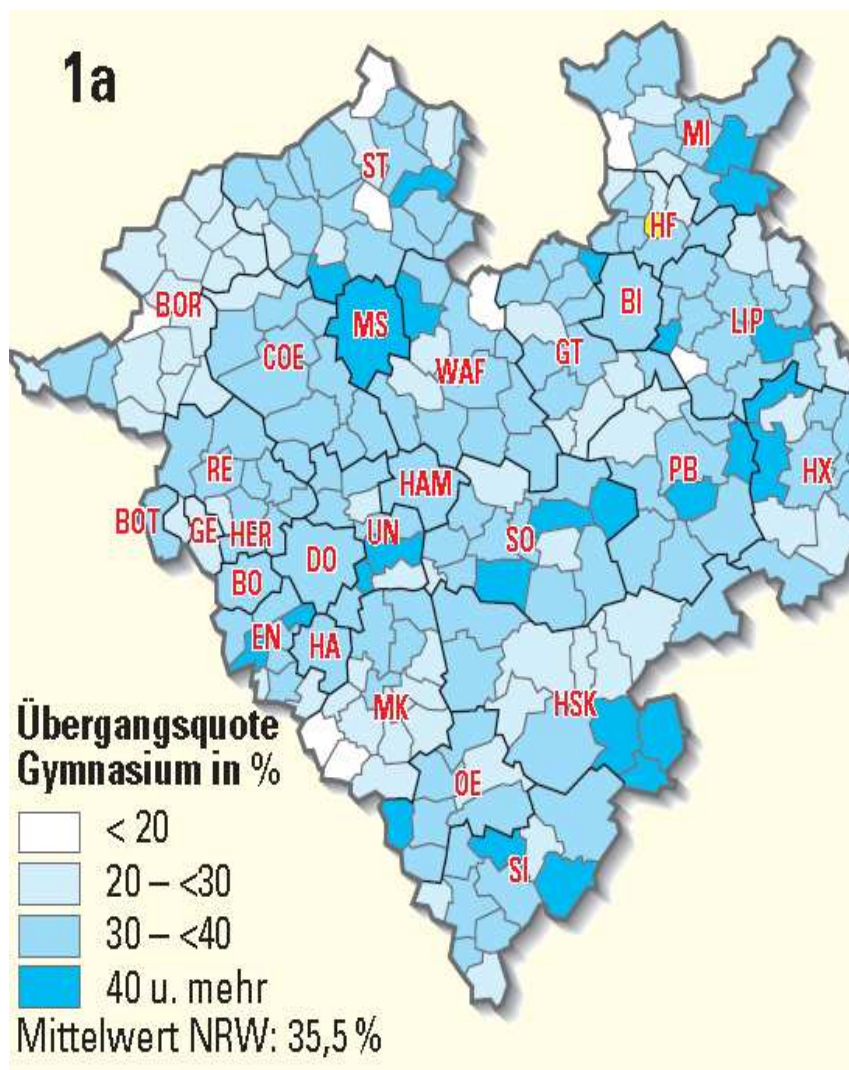 1a
MI
ST
HF
BOR
MS
BI
LIP
COE
WAF
GT
RE
HAM
PB
HX
BOT
GE
HER
UN
SO
DO
BO
EN
HA
MK
HSK
OE
SI
Übergangsquote
Gymnasium in %
< 20
20 – <30
30 – <40
40 u. mehr
Mittelwert NRW: 35,5 %